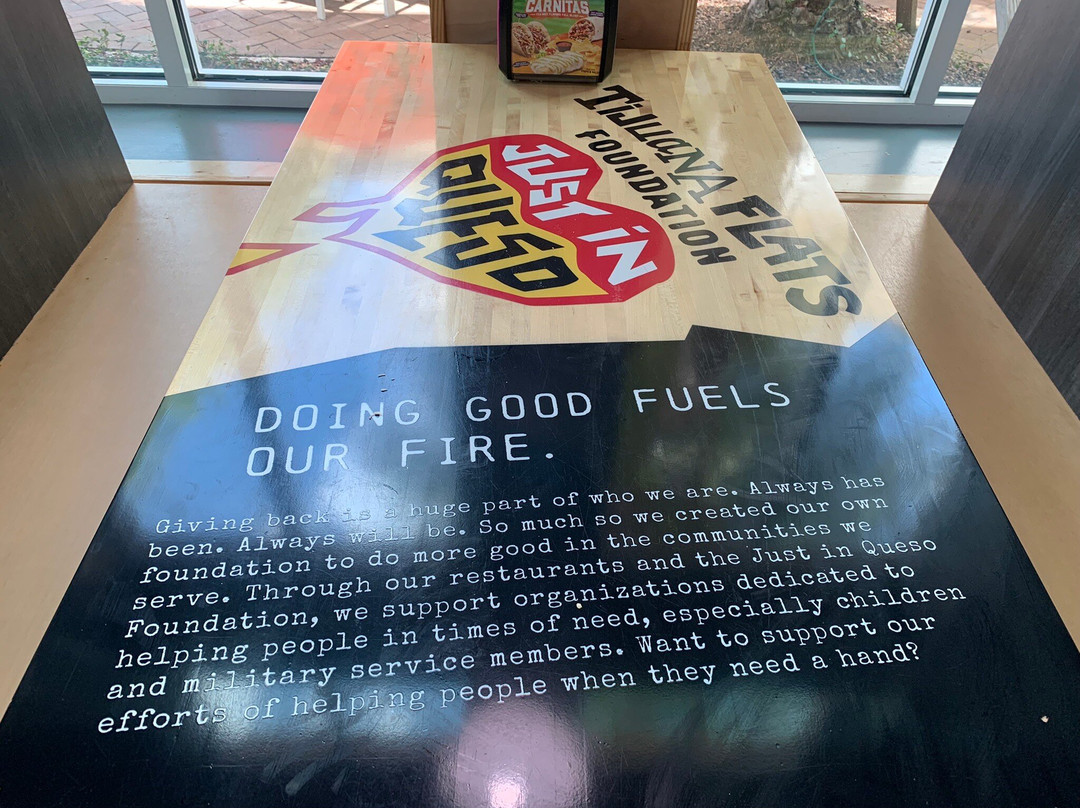 CARNITAS
TIJUANA FLATS
FOUNDATION
JUST IN
QUESO
DOING GOOD FUELS
OUR FIRE.
Giving back is a huge part of who we are. Always has
been. Always will be. So much so we created our own
foundation to do more good in the communities we
serve. Through our restaurants and the Just in Queso
Foundation, we support organizations dedicated to
helping people in times of need, especially children
and military service members. Want to support our
efforts of helping people when they need a hand?